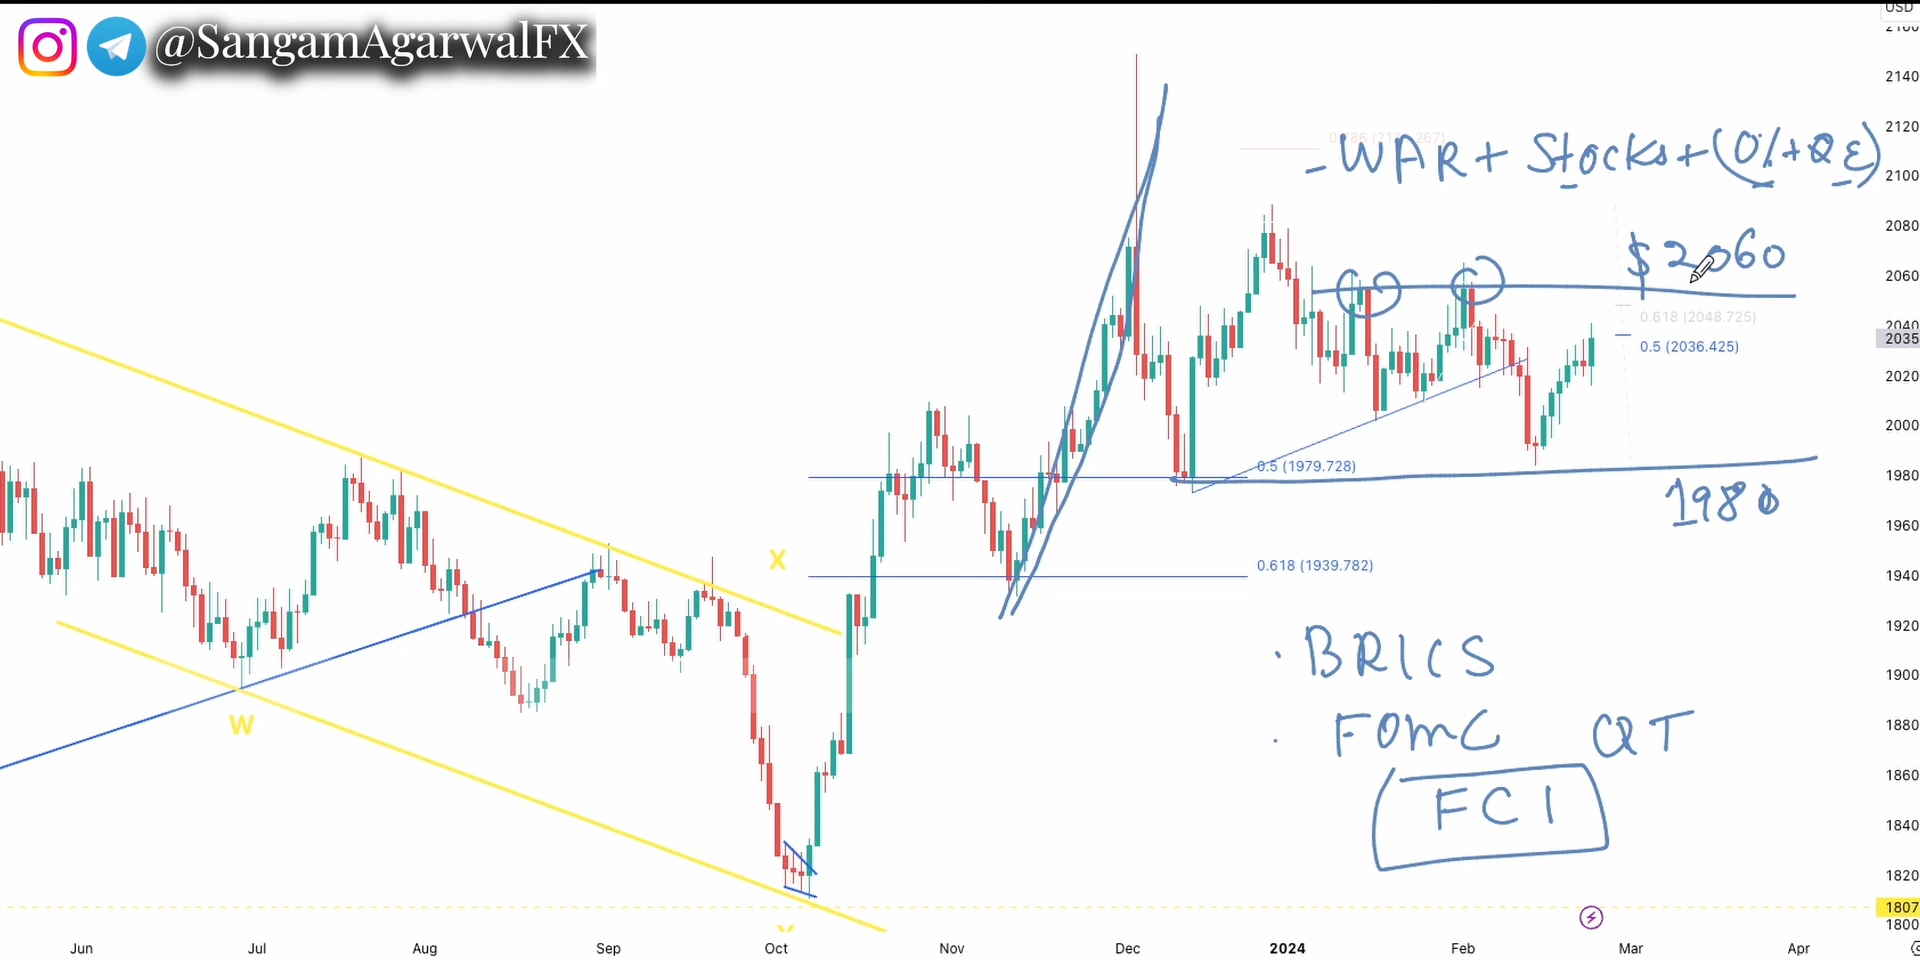 USD
@SangamAgarwalFX
2140
2120
- WAR + Stocks + (0% + QE)
2100
2080
$2060
2060
0.618 (2048.725)
2040
2035
0.5 (2036.425)
2020
2000
0.5 (1979.728)
1980
1980
1960
X
0.618 (1939.782)
1940
1920
· BRICS
1900
W
· FOMC QT
1880
1860
FCI
1840
1820
1807
1800
Jun Jul Aug Sep Oct Nov Dec 2024 Feb Mar Apr